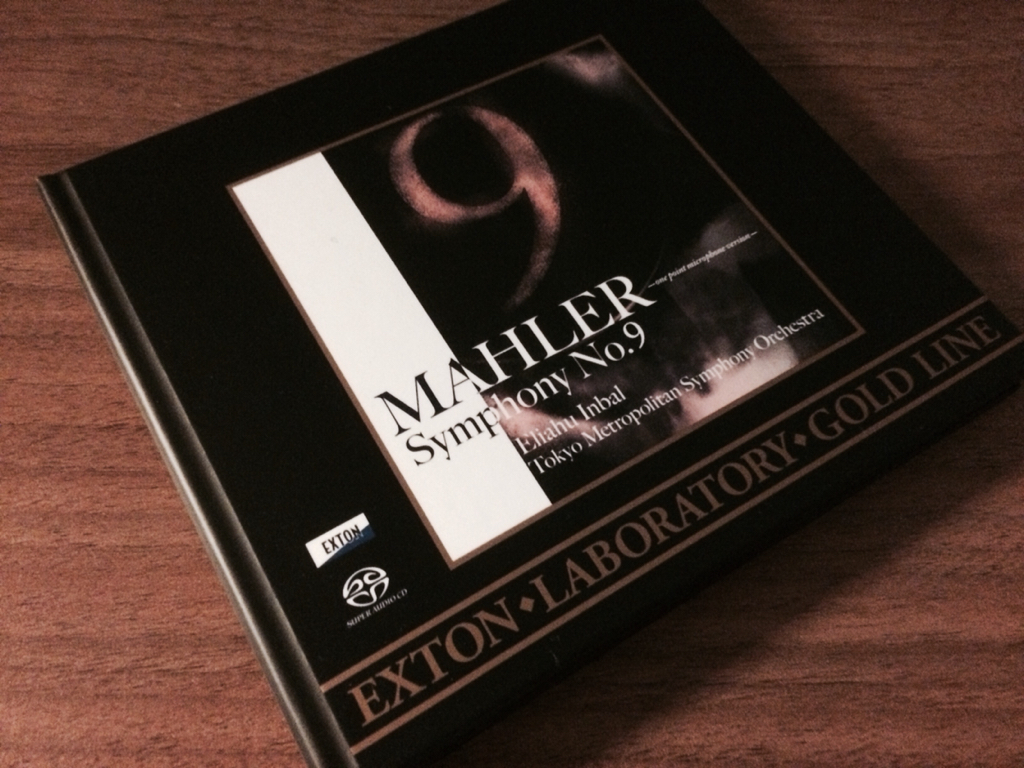 9
—one point microphone version—
MAHLER
Symphony No.9
Eliahu Inbal
Tokyo Metropolitan Symphony Orchestra
EXTON
SUPER AUDIO CD
EXTON◆LABORATORY◆GOLD LINE